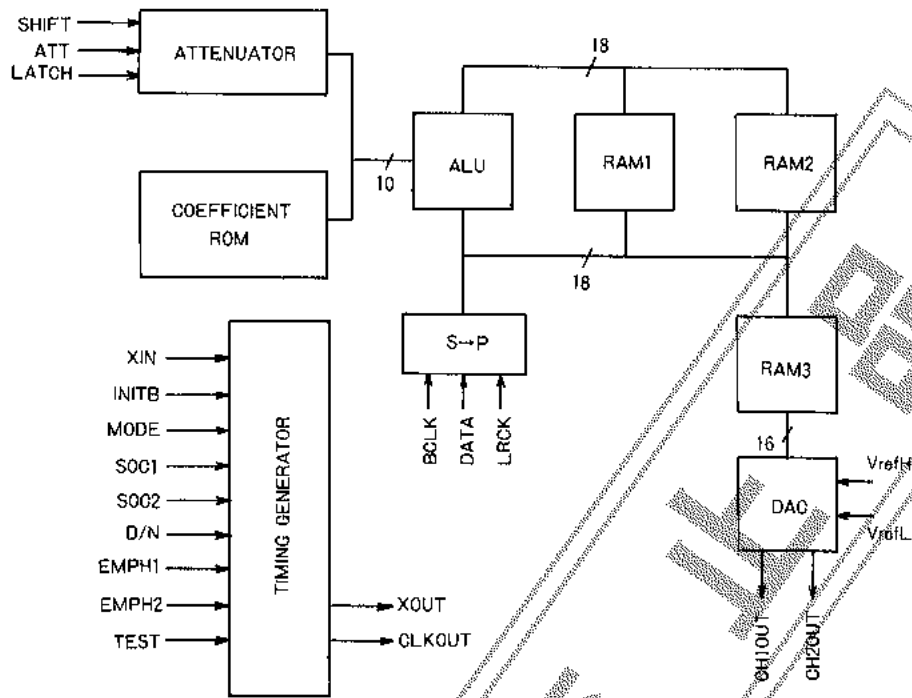 SHIFT
ATT
LATCH
ATTENUATOR
COEFFICIENT
ROM
10
ALU
18
RAM1
RAM2
18
S→P
BCLK
DATA
LRCK
RAM3
16
DAC
VrefH
VrefL
CH1OUT
CH2OUT
XIN
INITB
MODE
SOC1
SOC2
D/N
EMPH1
EMPH2
TEST
TIMING GENERATOR
XOUT
CLKOUT